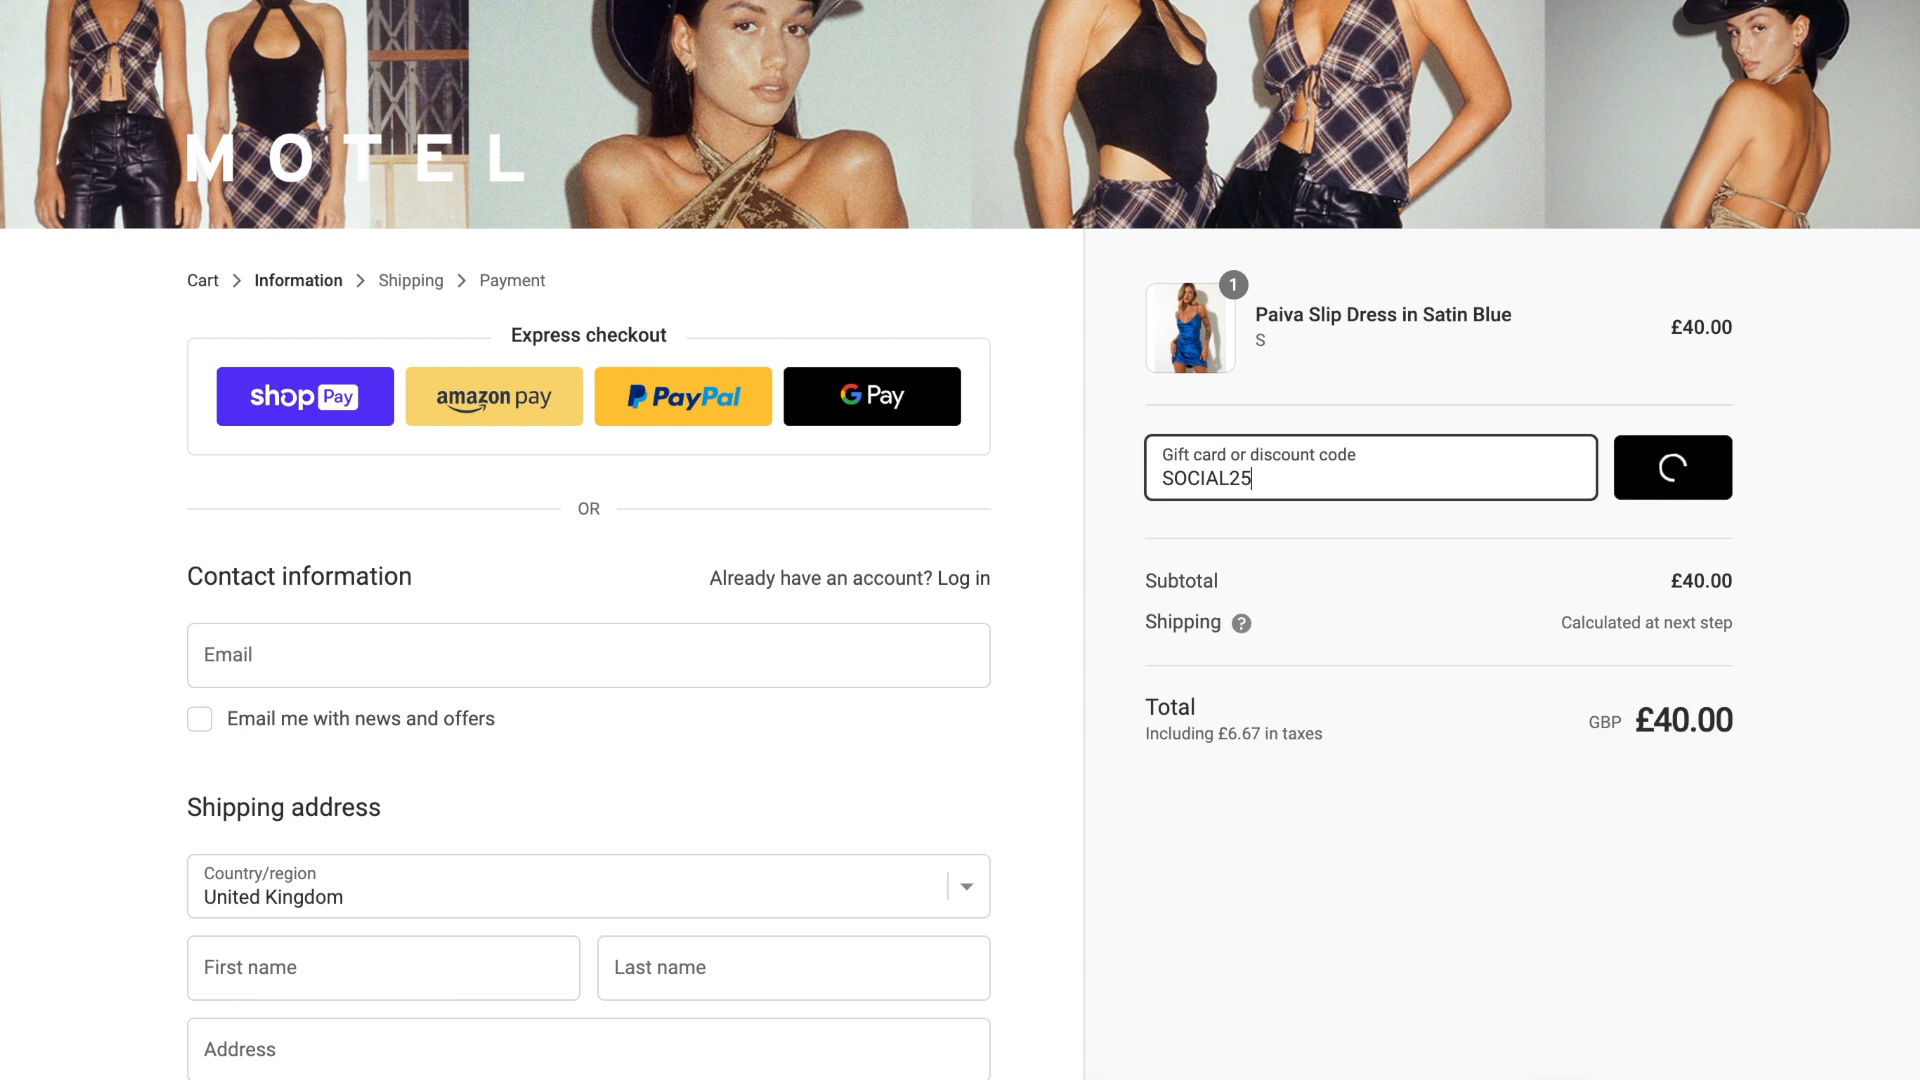 MOTEL
Cart > Information > Shipping > Payment
Express checkout
shop Pay
amazon pay
PayPal
G Pay
OR
Contact information
Already have an account? Log in
Email
Email me with news and offers
Shipping address
Country/region
United Kingdom
First name
Last name
Address
1
Paiva Slip Dress in Satin Blue
S
£40.00
Gift card or discount code
SOCIAL25
Subtotal
£40.00
Shipping ?
Calculated at next step
Total
Including £6.67 in taxes
GBP £40.00